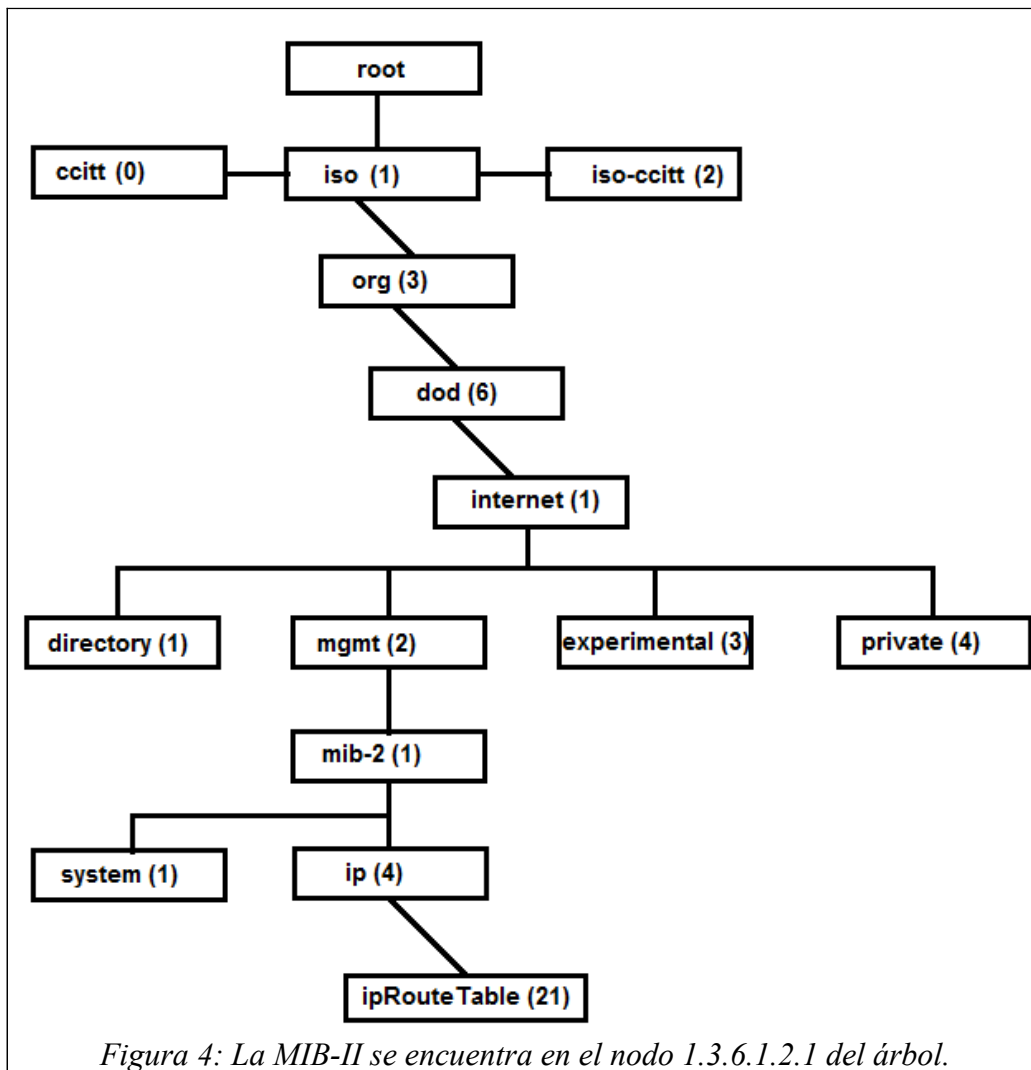 root
ccitt (0)
iso (1)
iso-ccitt (2)
org (3)
dod (6)
internet (1)
directory (1)
mgmt (2)
experimental (3)
private (4)
mib-2 (1)
system (1)
ip (4)
ipRouteTable (21)
Figura 4: La MIB-II se encuentra en el nodo 1.3.6.1.2.1 del árbol.